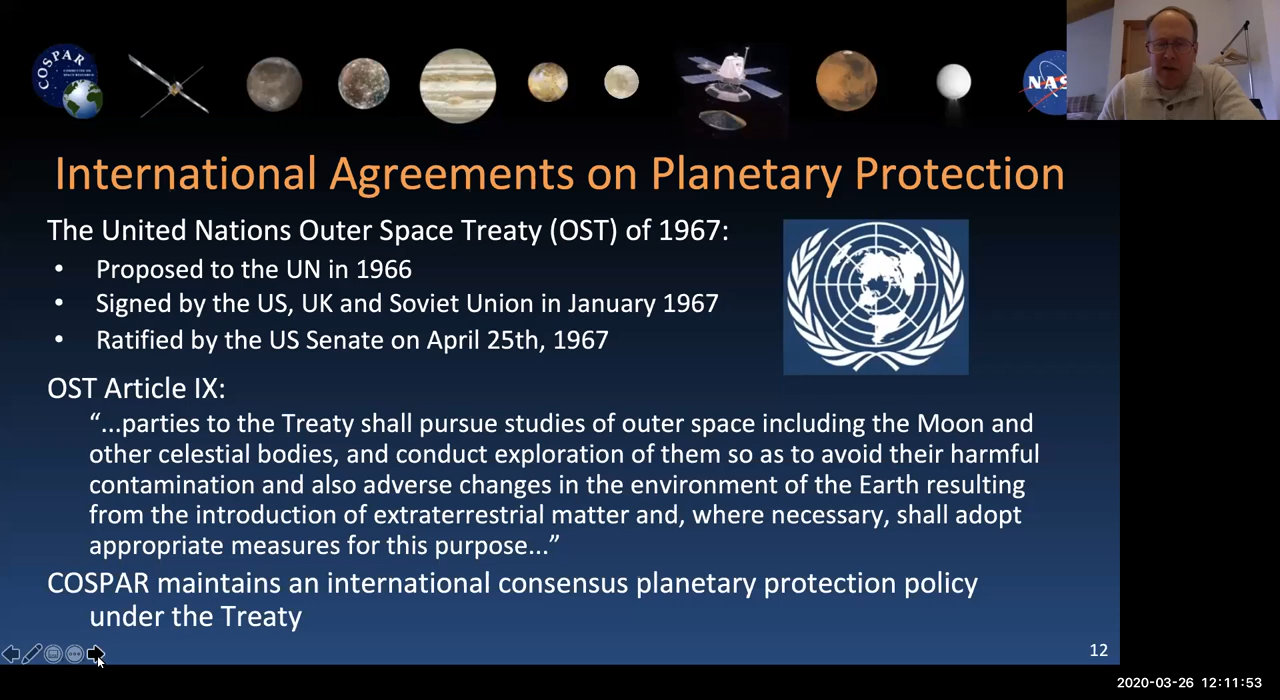 COSPAR
NAS
International Agreements on Planetary Protection
The United Nations Outer Space Treaty (OST) of 1967:
• Proposed to the UN in 1966
• Signed by the US, UK and Soviet Union in January 1967
• Ratified by the US Senate on April 25th, 1967
OST Article IX:
“...parties to the Treaty shall pursue studies of outer space including the Moon and
other celestial bodies, and conduct exploration of them so as to avoid their harmful
contamination and also adverse changes in the environment of the Earth resulting
from the introduction of extraterrestrial matter and, where necessary, shall adopt
appropriate measures for this purpose...”
COSPAR maintains an international consensus planetary protection policy
under the Treaty
12
2020-03-26 12:11:53